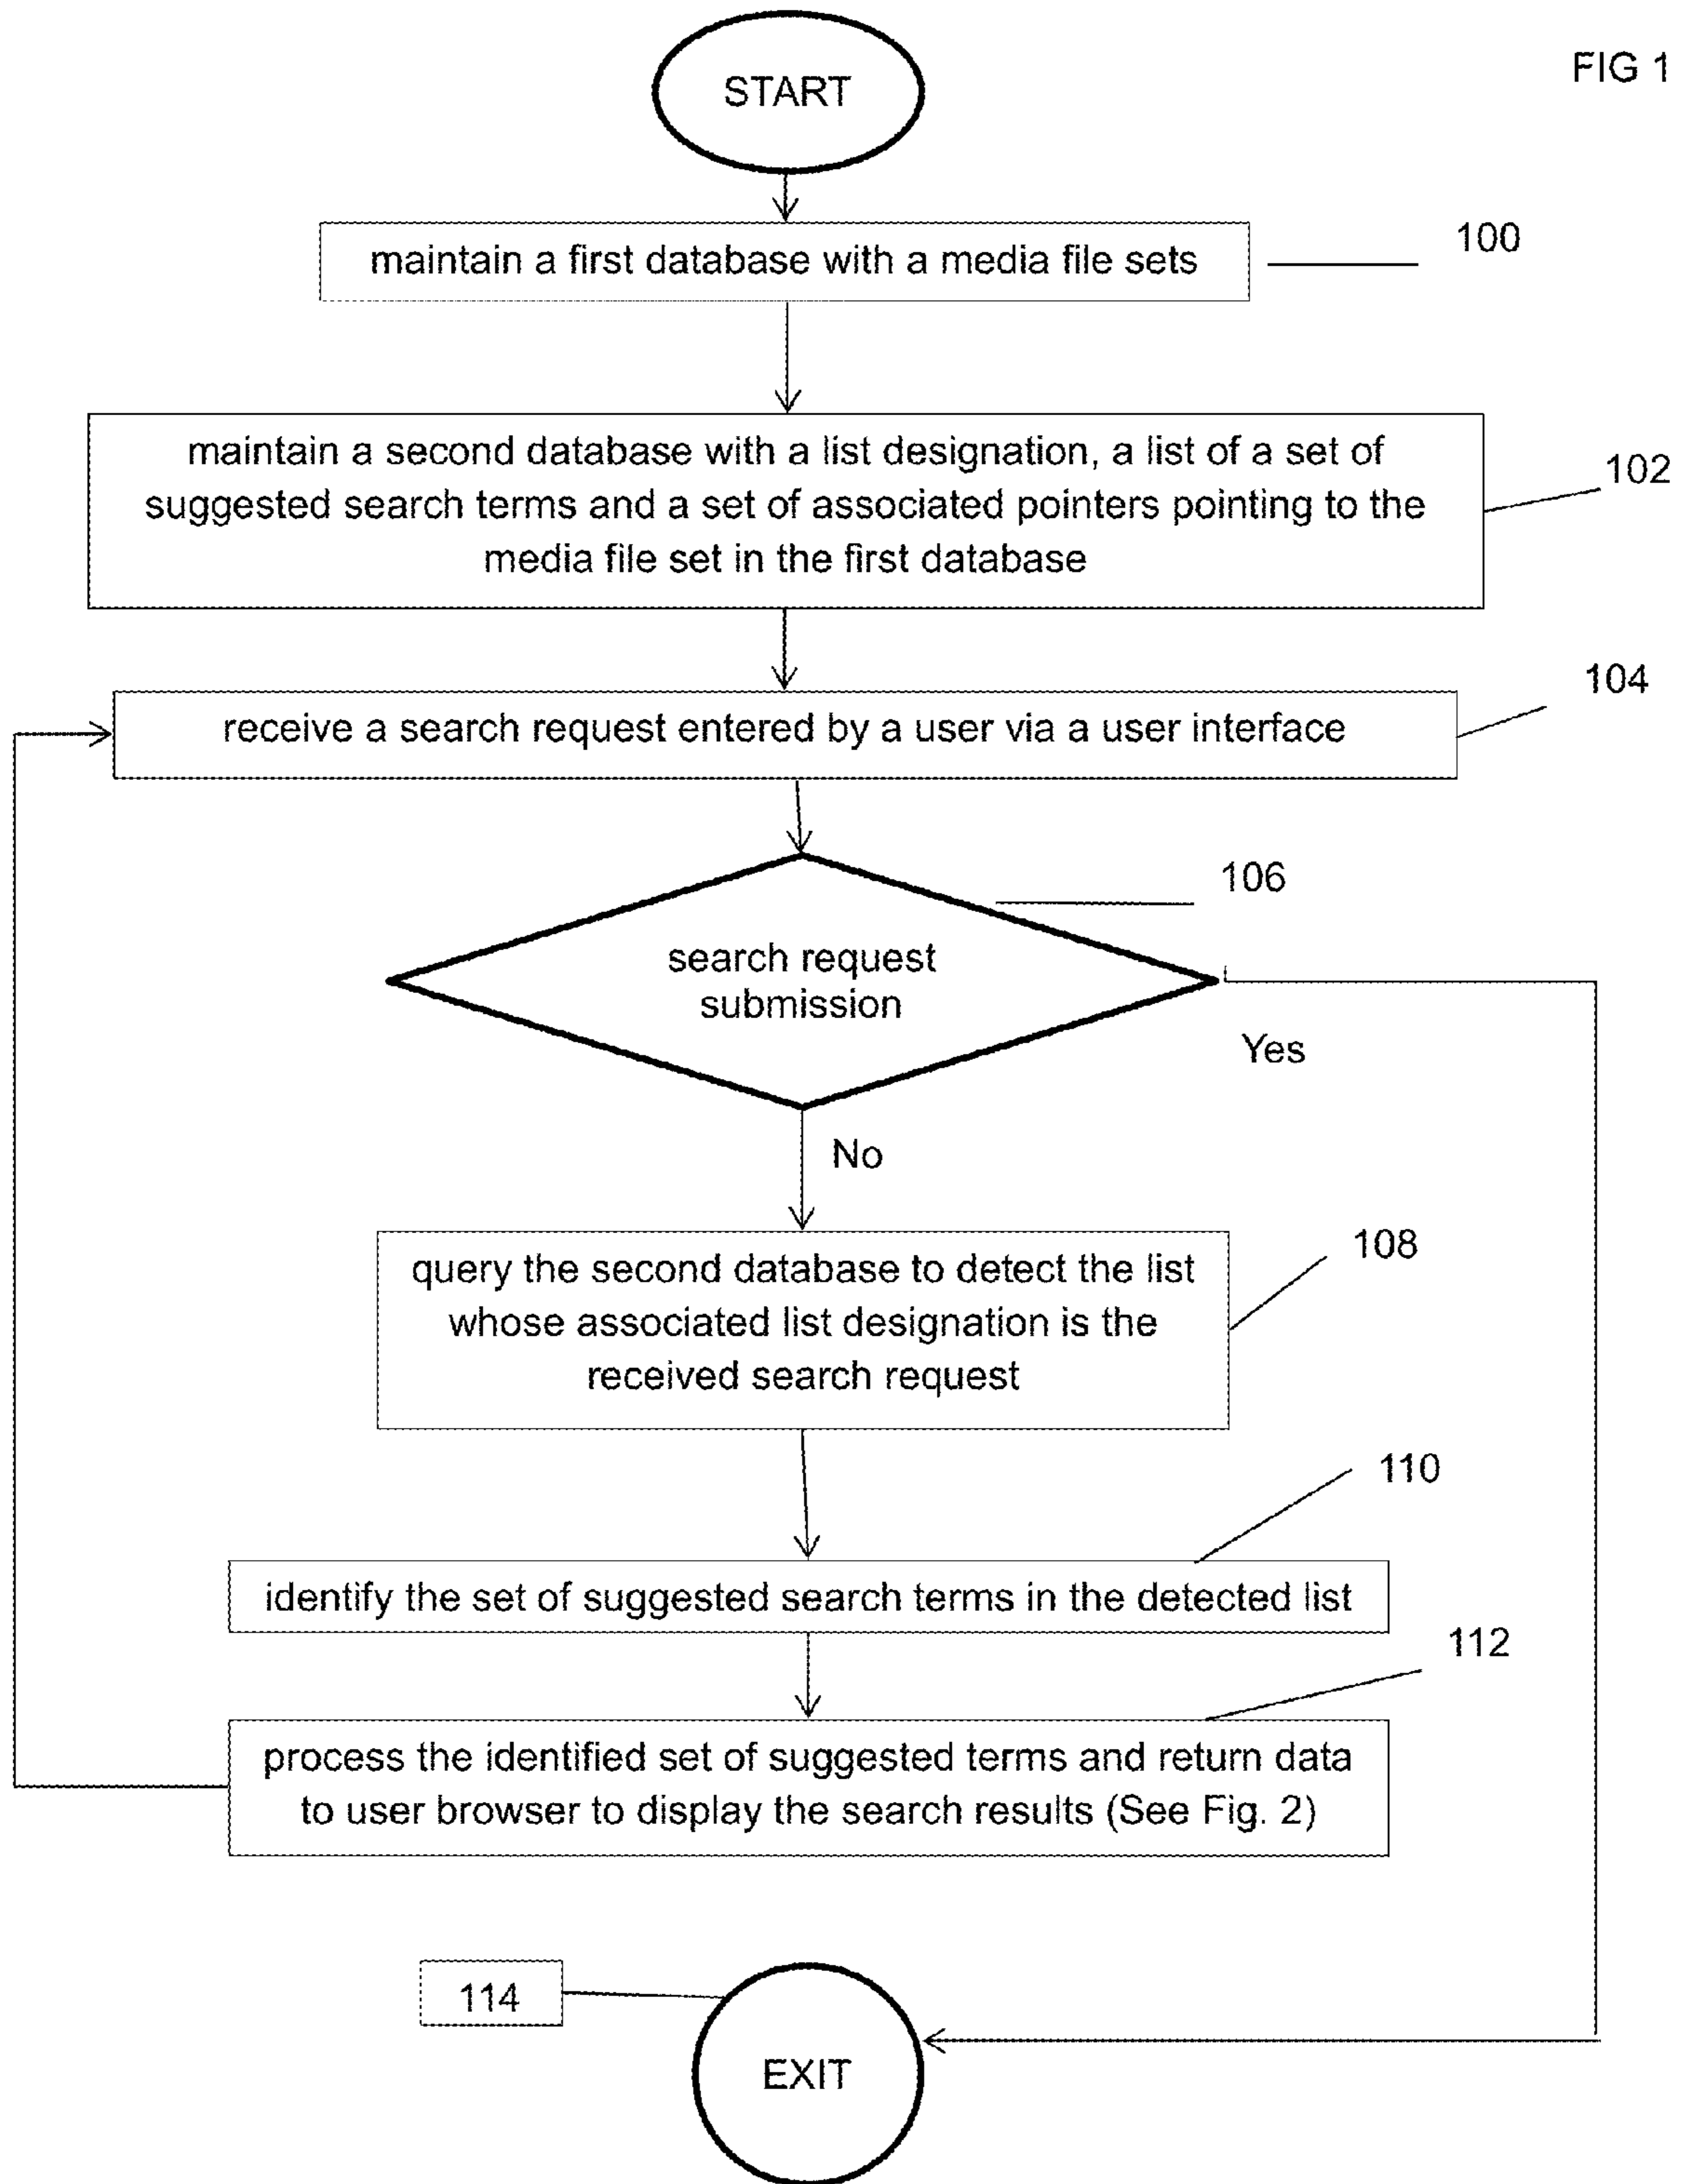 START
FIG 1
maintain a first database with a media file sets
100
maintain a second database with a list designation, a list of a set of
suggested search terms and a set of associated pointers pointing to the
media file set in the first database
102
receive a search request entered by a user via a user interface
104
106
search request
submission
Yes
No
query the second database to detect the list
whose associated list designation is the
received search request
108
110
identify the set of suggested search terms in the detected list
112
process the identified set of suggested terms and return data
to user browser to display the search results (See Fig. 2)
114
EXIT